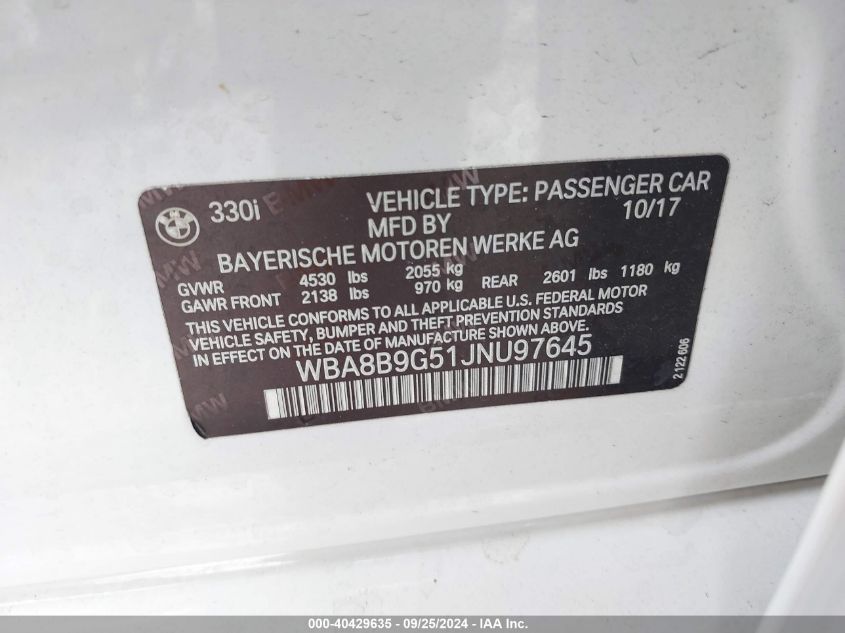 330i
VEHICLE TYPE: PASSENGER CAR
MFD BY 10/17
BAYERISCHE MOTOREN WERKE AG
GVWR 4530 lbs 2055 kg
GAWR FRONT 2138 lbs 970 kg REAR 2601 lbs 1180 kg
THIS VEHICLE CONFORMS TO ALL APPLICABLE U.S. FEDERAL MOTOR
VEHICLE SAFETY, BUMPER AND THEFT PREVENTION STANDARDS
IN EFFECT ON THE DATE OF MANUFACTURE SHOWN ABOVE.
WBA8B9G51JNU97645
2 122 606
000-40429635 - 09/25/2024 - IAA Inc.